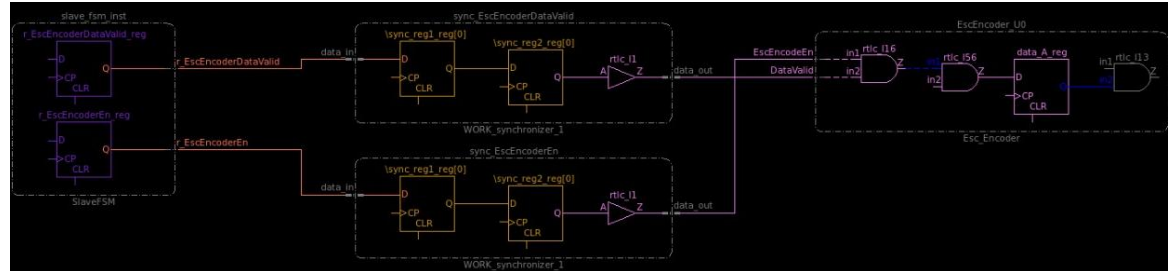 slave_fsm_inst
r_EscEncoderDataValid_reg
D
Q
CP
CLR
r_EscEncoderDataValid
r_EscEncoderEn_reg
D
Q
CP
CLR
r_EscEncoderEn
SlaveFSM
sync_EscEncoderDataValid
data_in
\sync_reg1_reg[0]
D
Q
CP
CLR
\sync_reg2_reg[0]
D
Q
CP
CLR
rtlc_I1
A
Z
data_out
WORK_synchronizer_1
sync_EscEncoderEn
data_in
\sync_reg1_reg[0]
D
Q
CP
CLR
\sync_reg2_reg[0]
D
Q
CP
CLR
rtlc_I1
A
Z
data_out
WORK_synchronizer_1
EscEncoder_U0
EscEncodeEn
DataValid
in1
in2
rtlc_I16
Z
in1
in2
rtlc_I56
Z
data_A_reg
D
Q
CP
CLR
in1
in2
rtlc_I13
Z
Esc_Encoder